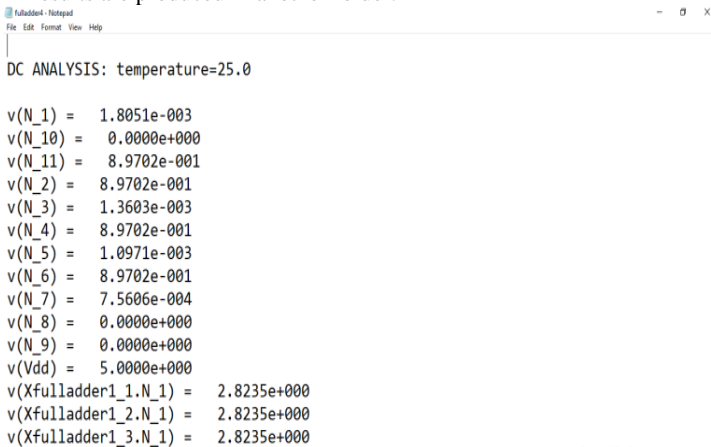 fulladder4 - Notepad
File Edit Format View Help
DC ANALYSIS: temperature=25.0
v(N_1) = 1.8051e-003
v(N_10) = 0.0000e+000
v(N_11) = 8.9702e-001
v(N_2) = 8.9702e-001
v(N_3) = 1.3603e-003
v(N_4) = 8.9702e-001
v(N_5) = 1.0971e-003
v(N_6) = 8.9702e-001
v(N_7) = 7.5606e-004
v(N_8) = 0.0000e+000
v(N_9) = 0.0000e+000
v(Vdd) = 5.0000e+000
v(Xfulladder1_1.N_1) = 2.8235e+000
v(Xfulladder1_2.N_1) = 2.8235e+000
v(Xfulladder1_3.N_1) = 2.8235e+000